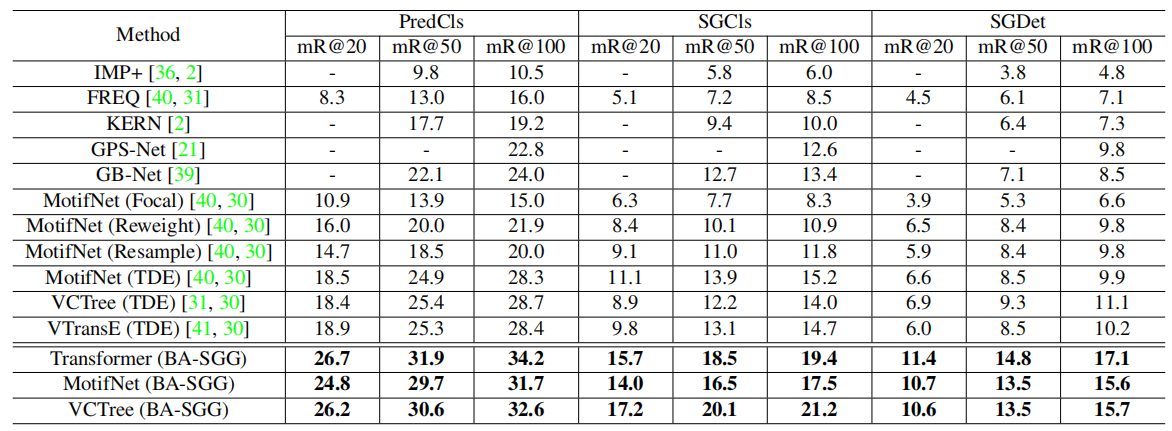 Method PredCls SGCls SGDet
mR@20 mR@50 mR@100 mR@20 mR@50 mR@100 mR@20 mR@50 mR@100
IMP+ [36, 2] - 9.8 10.5 - 5.8 6.0 - 3.8 4.8
FREQ [40, 31] 8.3 13.0 16.0 5.1 7.2 8.5 4.5 6.1 7.1
KERN [2] - 17.7 19.2 - 9.4 10.0 - 6.4 7.3
GPS-Net [21] - - 22.8 - - 12.6 - - 9.8
GB-Net [39] - 22.1 24.0 - 12.7 13.4 - 7.1 8.5
MotifNet (Focal) [40, 30] 10.9 13.9 15.0 6.3 7.7 8.3 3.9 5.3 6.6
MotifNet (Reweight) [40, 30] 16.0 20.0 21.9 8.4 10.1 10.9 6.5 8.4 9.8
MotifNet (Resample) [40, 30] 14.7 18.5 20.0 9.1 11.0 11.8 5.9 8.4 9.8
MotifNet (TDE) [40, 30] 18.5 24.9 28.3 11.1 13.9 15.2 6.6 8.5 9.9
VCTree (TDE) [31, 30] 18.4 25.4 28.7 8.9 12.2 14.0 6.9 9.3 11.1
VTransE (TDE) [41, 30] 18.9 25.3 28.4 9.8 13.1 14.7 6.0 8.5 10.2
Transformer (BA-SGG) 26.7 31.9 34.2 15.7 18.5 19.4 11.4 14.8 17.1
MotifNet (BA-SGG) 24.8 29.7 31.7 14.0 16.5 17.5 10.7 13.5 15.6
VCTree (BA-SGG) 26.2 30.6 32.6 17.2 20.1 21.2 10.6 13.5 15.7